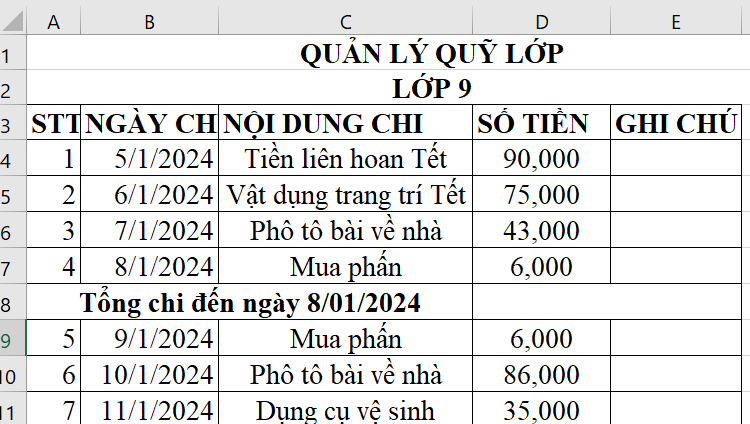 A B C D E
1 QUẢN LÝ QUỸ LỚP
2 LỚP 9
3 STT NGÀY CH NỘI DUNG CHI SỐ TIỀN GHI CHÚ
4 1 5/1/2024 Tiền liên hoan Tết 90,000
5 2 6/1/2024 Vật dụng trang trí Tết 75,000
6 3 7/1/2024 Phô tô bài về nhà 43,000
7 4 8/1/2024 Mua phấn 6,000
8 Tổng chi đến ngày 8/01/2024
9 5 9/1/2024 Mua phấn 6,000
10 6 10/1/2024 Phô tô bài về nhà 86,000
11 7 11/1/2024 Dụng cụ vệ sinh 35,000